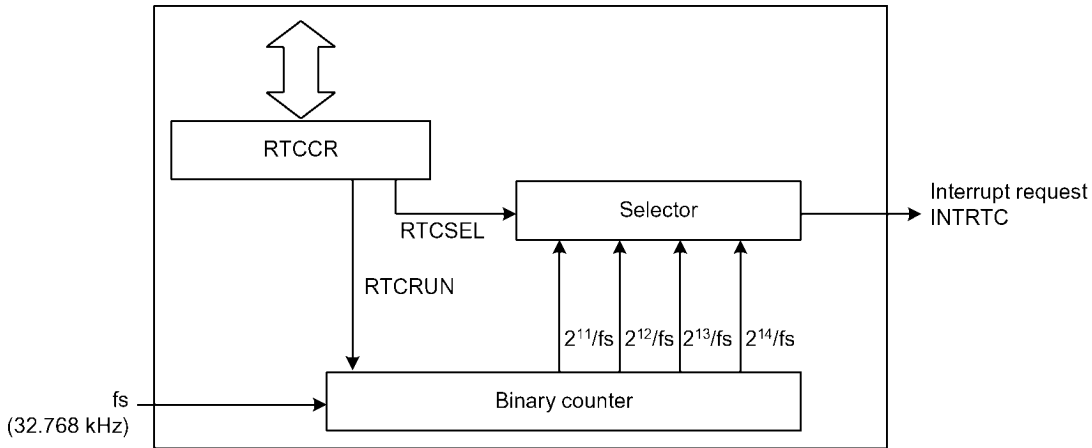 RTCCR
Selector
Interrupt request
INTRTC
RTCSEL
RTCRUN
2¹¹/fs 2¹²/fs 2¹³/fs 2¹⁴/fs
fs
(32.768 kHz)
Binary counter